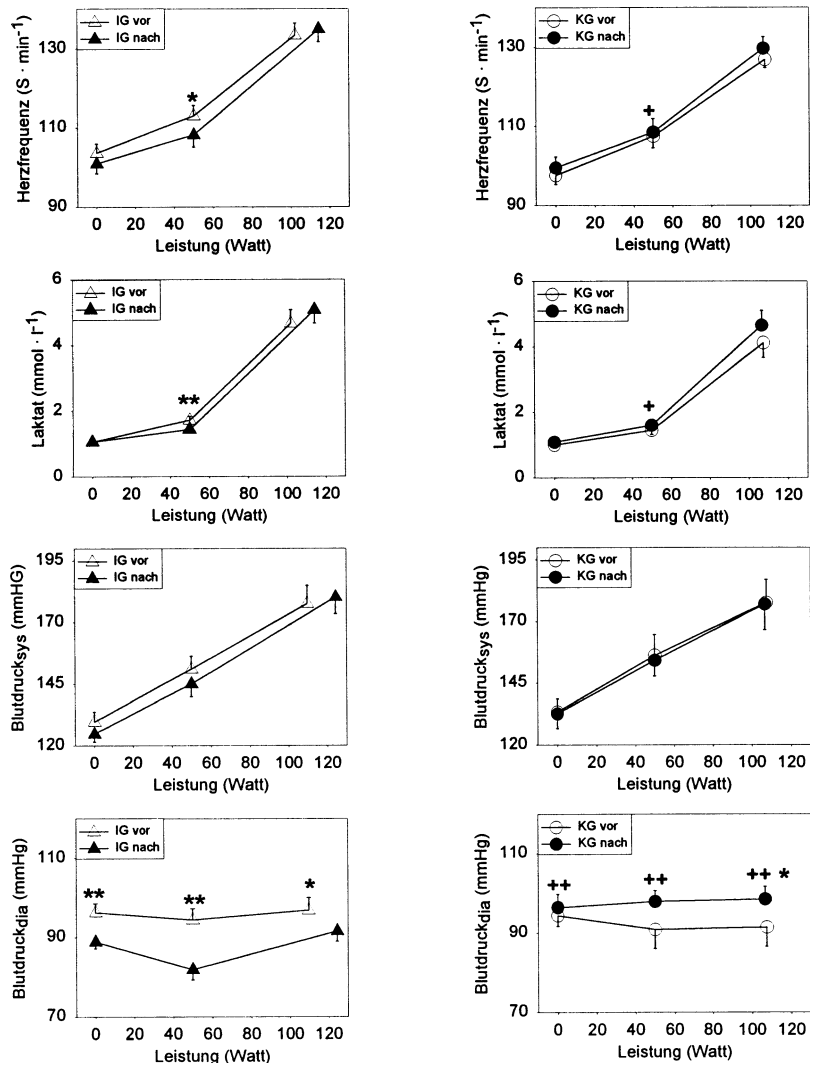 IG vor
IG nach
130
110
90
Herzfrequenz (S · min⁻¹)
*
0 20 40 60 80 100 120
Leistung (Watt)
KG vor
KG nach
130
110
90
Herzfrequenz (S · min⁻¹)
+
0 20 40 60 80 100 120
Leistung (Watt)
IG vor
IG nach
6
4
2
0
Laktat (mmol · l⁻¹)
**
0 20 40 60 80 100 120
Leistung (Watt)
KG vor
KG nach
6
4
2
0
Laktat (mmol · l⁻¹)
+
0 20 40 60 80 100 120
Leistung (Watt)
IG vor
IG nach
195
170
145
120
Blutdrucksys (mmHG)
0 20 40 60 80 100 120
Leistung (Watt)
KG vor
KG nach
195
170
145
120
Blutdrucksys (mmHg)
0 20 40 60 80 100 120
Leistung (Watt)
IG vor
IG nach
110
90
70
Blutdruckdia (mmHg)
** ** *
0 20 40 60 80 100 120
Leistung (Watt)
KG vor
KG nach
110
90
70
Blutdruckdia (mmHg)
++ ++ ++ *
0 20 40 60 80 100 120
Leistung (Watt)